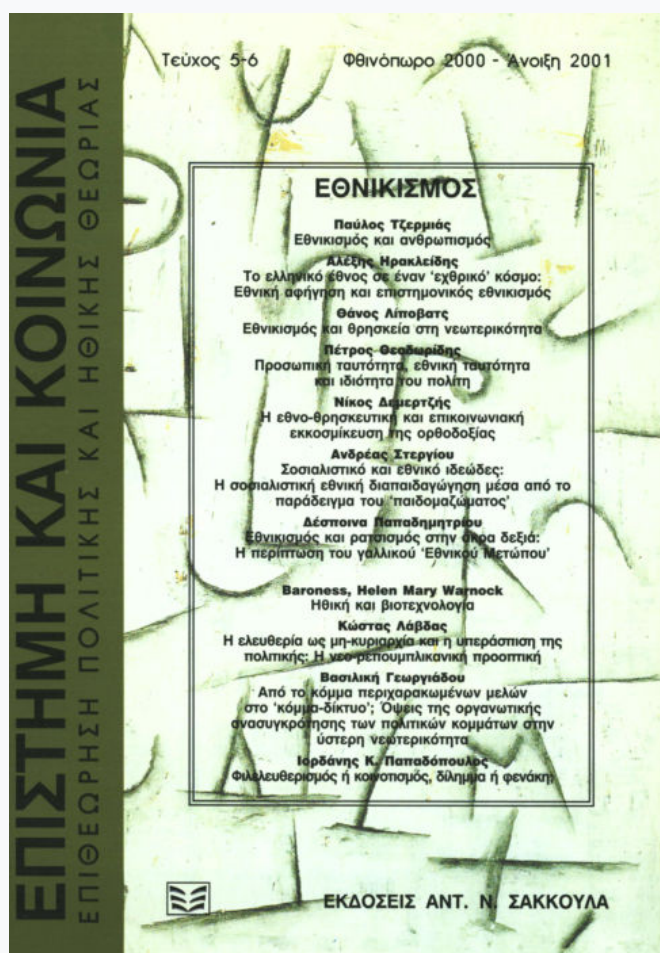 ΕΠΙΣΤΗΜΗ ΚΑΙ ΚΟΙΝΩΝΙΑ
ΕΠΙΘΕΩΡΗΣΗ ΠΟΛΙΤΙΚΗΣ ΚΑΙ ΗΘΙΚΗΣ ΘΕΩΡΙΑΣ
Τεύχος 5-6 Φθινόπωρο 2000 - Άνοιξη 2001
ΕΘΝΙΚΙΣΜΟΣ
Παύλος Τζερμιάς
Εθνικισμός και ανθρωπισμός
Αλέξης Ηρακλείδης
Το ελληνικό έθνος σε έναν ‘εχθρικό’ κόσμο:
Εθνική αφήγηση και επιστημονικός εθνικισμός
Θάνος Λίποβατς
Εθνικισμός και θρησκεία στη νεωτερικότητα
Πέτρος Θεοδωρίδης
Προσωπική ταυτότητα, εθνική ταυτότητα
και ιδιότητα του πολίτη
Νίκος Δεμερτζής
Η εθνο-θρησκευτική και επικοινωνιακή
εκκοσμίκευση της ορθοδοξίας
Ανδρέας Στεργίου
Σοσιαλιστικό και εθνικό ιδεώδες:
Η σοσιαλιστική εθνική διαπαιδαγώγηση μέσα από το
παράδειγμα του ‘παιδομαζώματος’
Δέσποινα Παπαδημητρίου
Εθνικισμός και ρατσισμός στην άκρα δεξιά:
Η περίπτωση του γαλλικού ‘Εθνικού Μετώπου’
Baroness, Helen Mary Warnock
Ηθική και βιοτεχνολογία
Κώστας Λάβδας
Η ελευθερία ως μη-κυριαρχία και η υπεράσπιση της
πολιτικής: Η νεο-ρεπουμπλικανική προοπτική
Βασιλική Γεωργιάδου
Από το κόμμα περιχαρακωμένων μελών
στο ‘κόμμα-δίκτυο’; Όψεις της οργανωτικής
ανασυγκρότησης των πολιτικών κομμάτων στην
ύστερη νεωτερικότητα
Ιορδάνης Κ. Παπαδόπουλος
Φιλελευθερισμός ή κοινοτισμός, δίλημμα ή φενάκη;
ΕΚΔΟΣΕΙΣ ΑΝΤ. Ν. ΣΑΚΚΟΥΛΑ